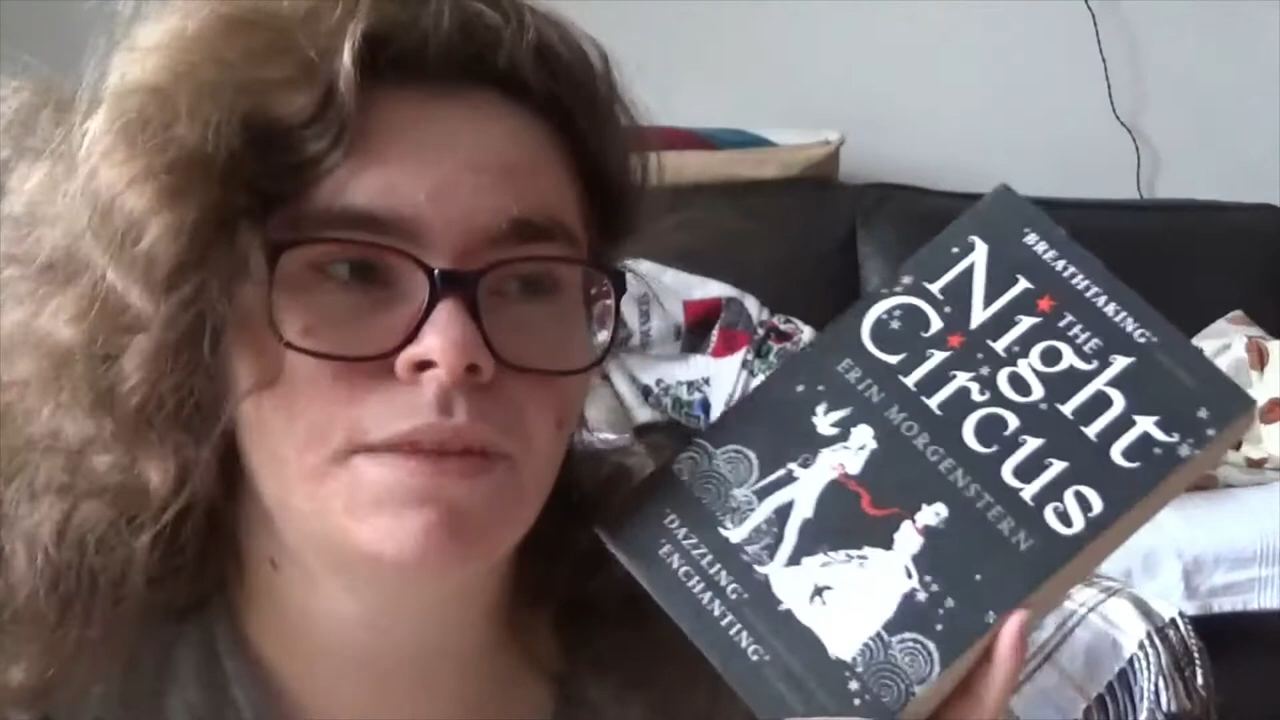 'BREATHTAKING'
THE
Night
Circus
ERIN MORGENSTERN
'DAZZLING'
'ENCHANTING'